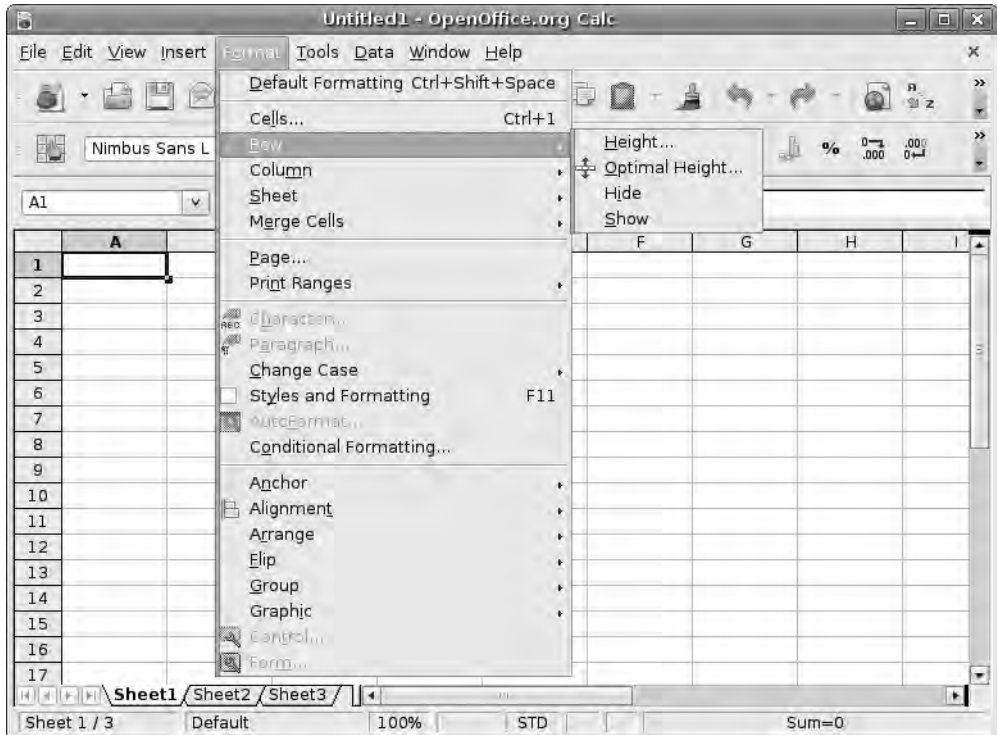 Untitled1 - OpenOffice.org Calc
File Edit View Insert Format Tools Data Window Help
Default Formatting Ctrl+Shift+Space
Cells... Ctrl+1
Row
Height...
Optimal Height...
Hide
Show
Column
Sheet
Merge Cells
Page...
Print Ranges
Character...
Paragraph...
Change Case
Styles and Formatting F11
AutoFormat...
Conditional Formatting...
Anchor
Alignment
Arrange
Flip
Group
Graphic
Control...
Form...
Nimbus Sans L
% .000 .000
A1
A F G H I
1
2
3
4
5
6
7
8
9
10
11
12
13
14
15
16
17
Sheet1 Sheet2 Sheet3
Sheet 1 / 3 Default 100% STD Sum=0